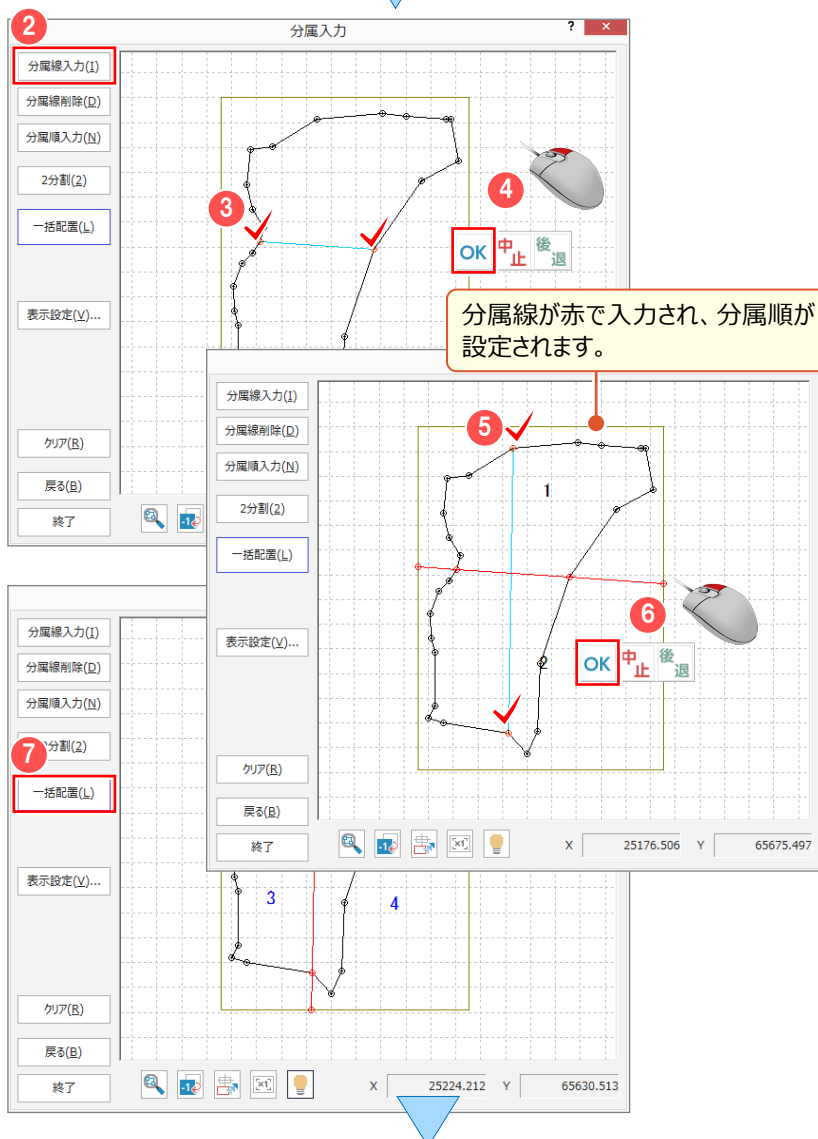 2
分属入力
? ×
分属線入力(I)
分属線削除(D)
分属順入力(N)
2分割(2)
一括配置(L)
表示設定(V)...
クリア(R)
戻る(B)
終了
3
4
OK 中止 後退
分属線が赤で入力され、分属順が
設定されます。
分属線入力(I)
分属線削除(D)
分属順入力(N)
2分割(2)
一括配置(L)
表示設定(V)...
クリア(R)
戻る(B)
終了
5
1
2
6
OK 中止 後退
X 25176.506 Y 65675.497
分属線入力(I)
分属線削除(D)
分属順入力(N)
分割(2)
7
一括配置(L)
表示設定(V)...
クリア(R)
戻る(B)
終了
3 4
X 25224.212 Y 65630.513